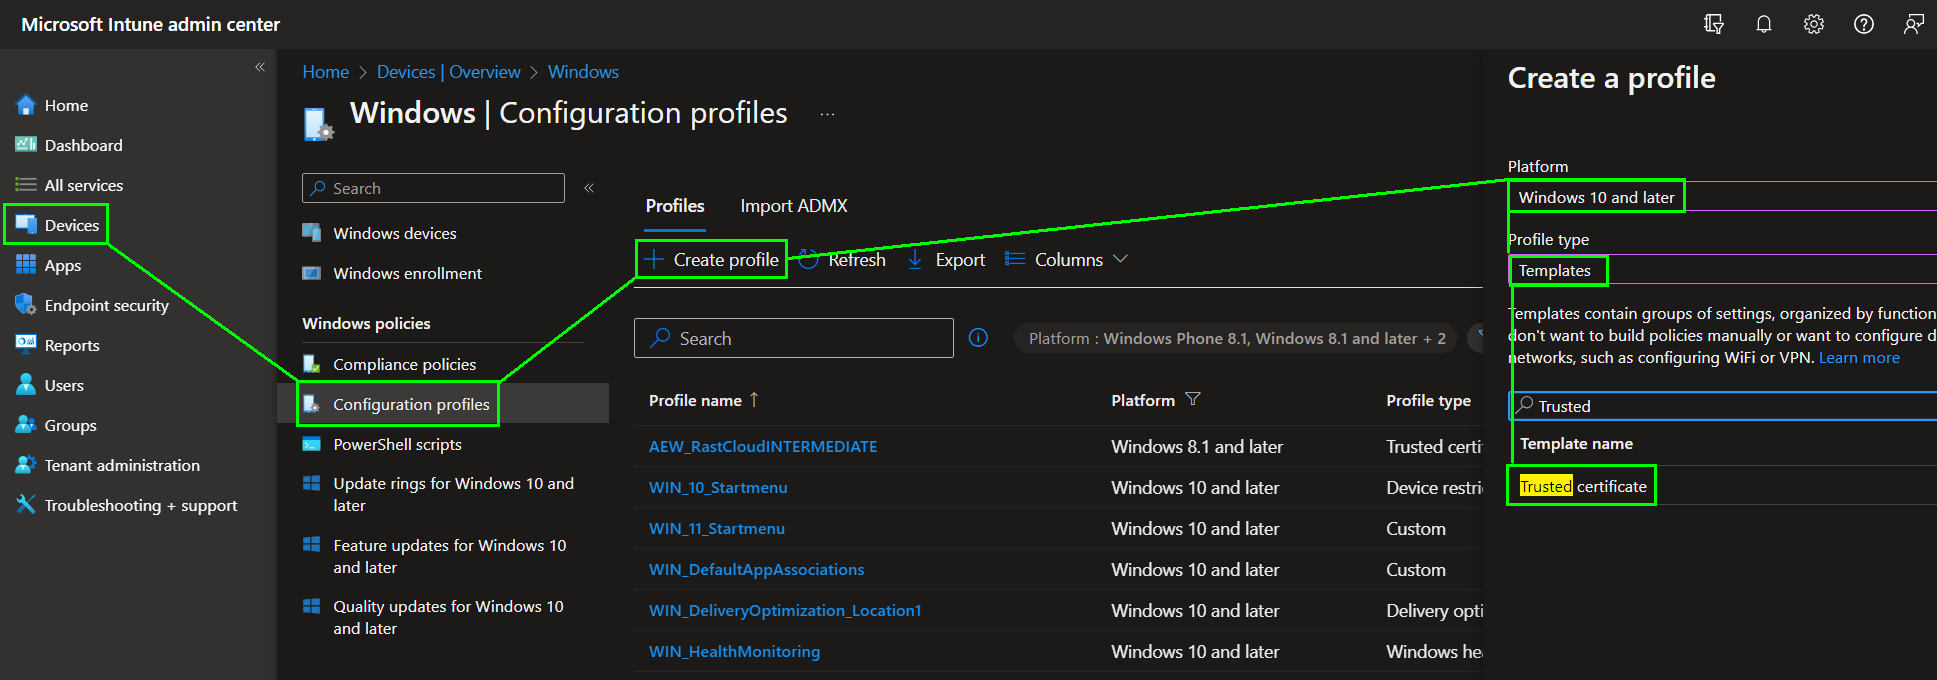 Microsoft Intune admin center
«
Home
Dashboard
All services
Devices
Apps
Endpoint security
Reports
Users
Groups
Tenant administration
Troubleshooting + support
Home > Devices | Overview > Windows
Windows | Configuration profiles ...
Search «
Windows devices
Windows enrollment
Windows policies
Compliance policies
Configuration profiles
PowerShell scripts
Update rings for Windows 10 and
later
Feature updates for Windows 10
and later
Quality updates for Windows 10
and later
Profiles Import ADMX
+ Create profile Refresh Export Columns
Search Platform : Windows Phone 8.1, Windows 8.1 and later + 2
Profile name ↑ Platform Profile type
AEW_RastCloudINTERMEDIATE Windows 8.1 and later Trusted certi
WIN_10_Startmenu Windows 10 and later Device restri
WIN_11_Startmenu Windows 10 and later Custom
WIN_DefaultAppAssociations Windows 10 and later Custom
WIN_DeliveryOptimization_Location1 Windows 10 and later Delivery opti
WIN_HealthMonitoring Windows 10 and later Windows hea
Create a profile
Platform
Windows 10 and later
Profile type
Templates
Templates contain groups of settings, organized by function
don't want to build policies manually or want to configure d
networks, such as configuring WiFi or VPN. Learn more
Trusted
Template name
Trusted certificate